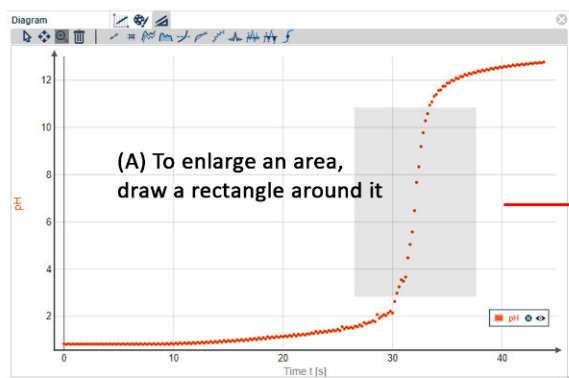 Diagram
12
10
8
6
4
2
pH
(A) To enlarge an area,
draw a rectangle around it
pH
0
10
20
30
40
Time t [s]